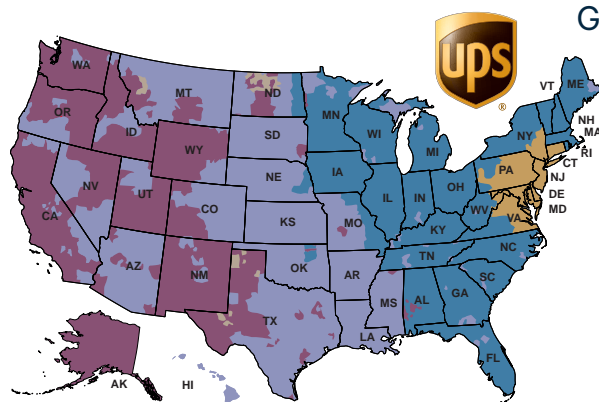 G
ups
®
WA
MT
ND
MN
VT
ME
OR
ID
SD
WI
MI
NY
NH
MA
WY
IA
PA
RI
CT
NE
NJ
NV
UT
CO
IL
IN
OH
DE
CA
KS
MO
WV
VA
MD
KY
AZ
NM
OK
AR
TN
NC
SC
TX
MS
AL
GA
LA
FL
AK
HI